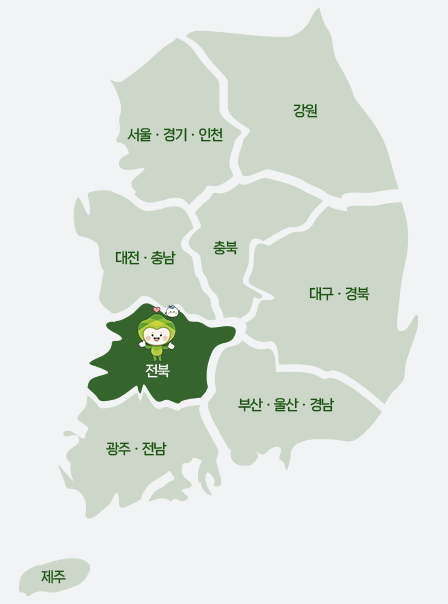 강원
서울 · 경기 · 인천
충북
대전 · 충남
대구 · 경북
전북
부산 · 울산 · 경남
광주 · 전남
제주